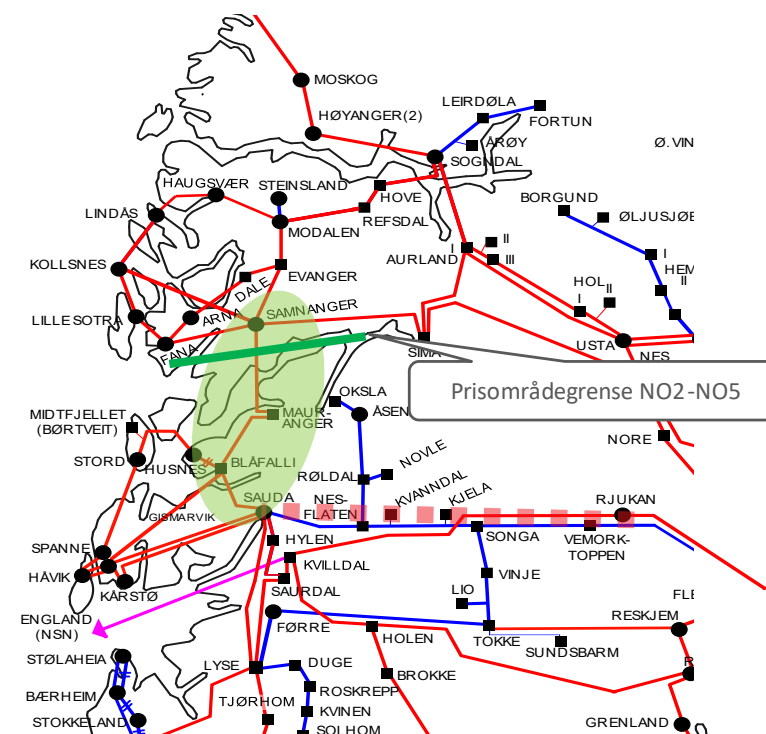 MOSKOG
HØYANGER(2)
LEIRDØLA
FORTUN
ÅRØY
SOGNDAL
Ø.VIN
HAUGSVÆR
STEINSLAND
HOVE
REFSDAL
BORGUND
ØLJUSJØE
LINDÅS
MODALEN
AURLAND
I
II
III
I
HEM
II
KOLLSNES
EVANGER
DALE
HOL
II
I
LILLESOTRA
ARNA
SAMNANGER
FANA
SIMA
USTA
NES
Prisområdegrense NO2-NO5
OKSLA
ÅSEN
MIDTFJELLET
(BØRTVEIT)
MAUR-
ANGER
NORE
STORD
HUSNES
BLÅFALLI
NOVLE
RØLDAL
SAUDA
NES-
FLATEN
KVANNDAL
KJELA
RJUKAN
GISMARVIK
SONGA
VEMORK-
TOPPEN
SPANNE
HYLEN
KVILLDAL
HÅVIK
KÅRSTØ
SAURDAL
VINJE
LIO
ENGLAND
(NSN)
FØRRE
HOLEN
TOKKE
SUNDSBARM
FLE
RESKJEM
STØLAHEIA
LYSE
DUGE
BROKKE
R
BÆRHEIM
TJØRHOM
ROSKREPP
STOKKELAND
KVINEN
SOLHOM
GRENLAND